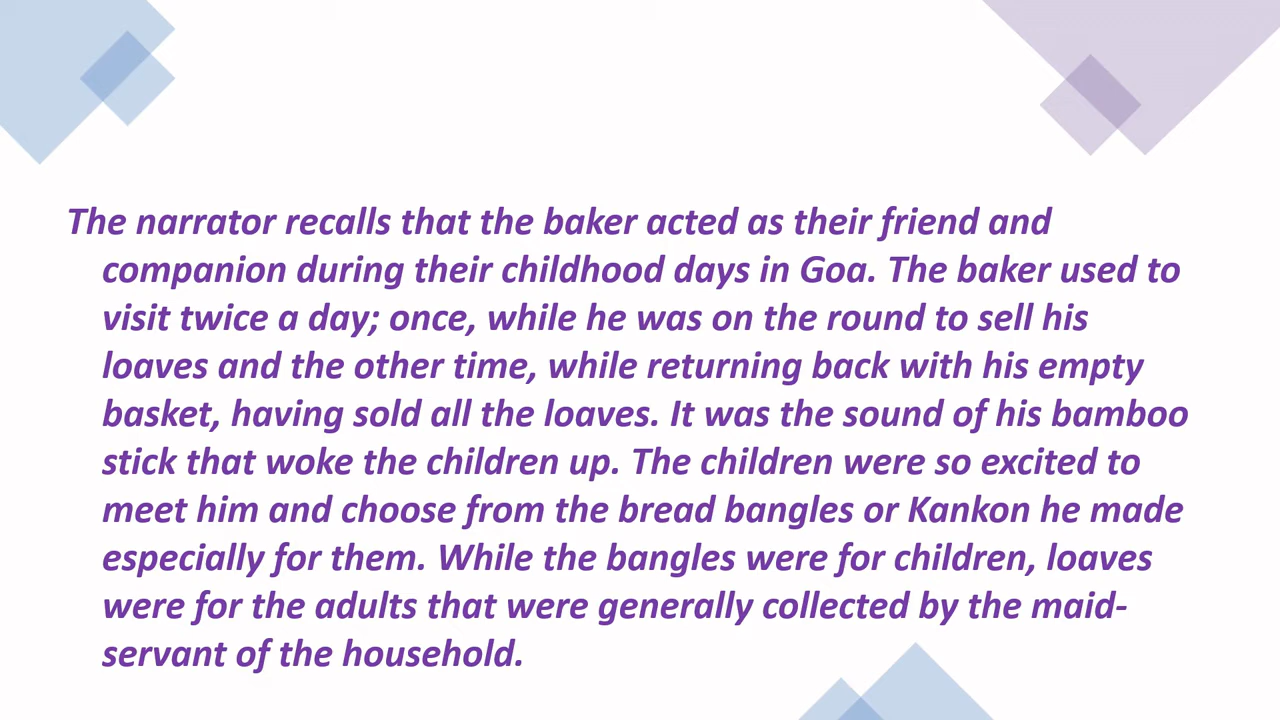 The narrator recalls that the baker acted as their friend and
companion during their childhood days in Goa. The baker used to
visit twice a day; once, while he was on the round to sell his
loaves and the other time, while returning back with his empty
basket, having sold all the loaves. It was the sound of his bamboo
stick that woke the children up. The children were so excited to
meet him and choose from the bread bangles or Kankon he made
especially for them. While the bangles were for children, loaves
were for the adults that were generally collected by the maid-
servant of the household.